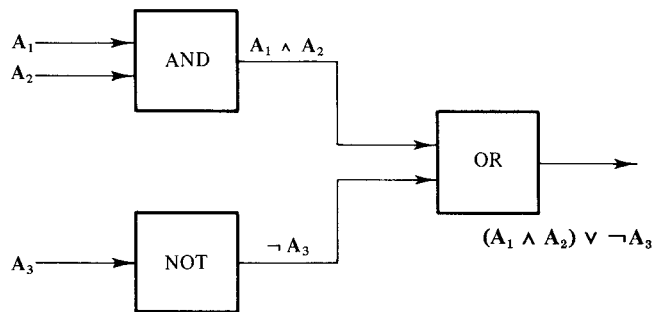 A₁
A₂
AND
A₁ ∧ A₂
OR
(A₁ ∧ A₂) ∨ ¬A₃
A₃
NOT
¬ A₃